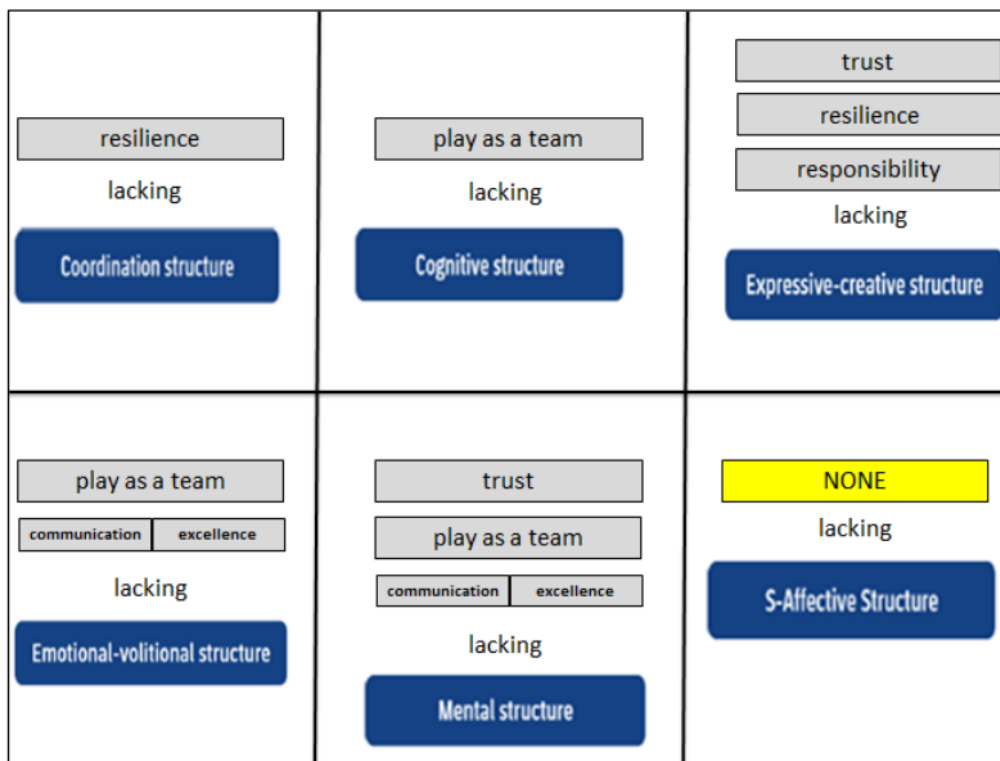 resilience
lacking
Coordination structure
play as a team
lacking
Cognitive structure
trust
resilience
responsibility
lacking
Expressive-creative structure
play as a team
communication excellence
lacking
Emotional-volitional structure
trust
play as a team
communication excellence
lacking
Mental structure
NONE
lacking
S-Affective Structure